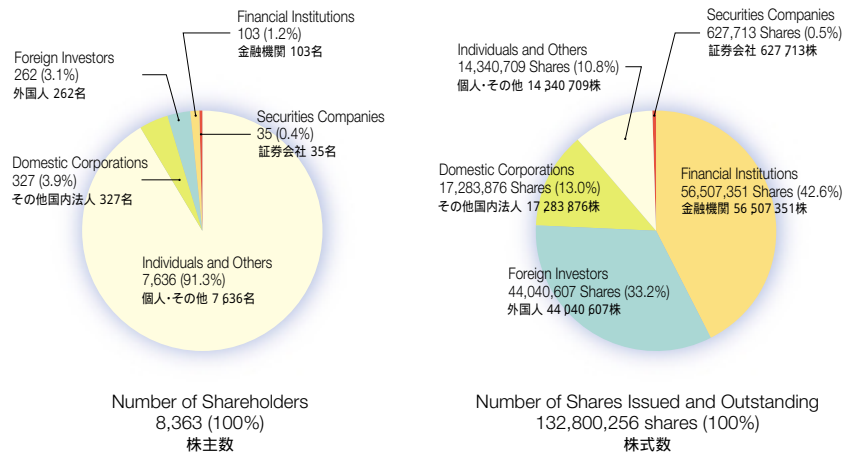 Financial Institutions
103 (1.2%)
金融機関 103名
Foreign Investors
262 (3.1%)
外国人 262名
Securities Companies
35 (0.4%)
証券会社 35名
Domestic Corporations
327 (3.9%)
その他国内法人 327名
Individuals and Others
7,636 (91.3%)
個人・その他 7,636名
Number of Shareholders
8,363 (100%)
株主数
Securities Companies
627,713 Shares (0.5%)
証券会社 627,713株
Individuals and Others
14,340,709 Shares (10.8%)
個人・その他 14,340,709株
Domestic Corporations
17,283,876 Shares (13.0%)
その他国内法人 17,283,876株
Financial Institutions
56,507,351 Shares (42.6%)
金融機関 56,507,351株
Foreign Investors
44,040,607 Shares (33.2%)
外国人 44,040,607株
Number of Shares Issued and Outstanding
132,800,256 shares (100%)
株式数